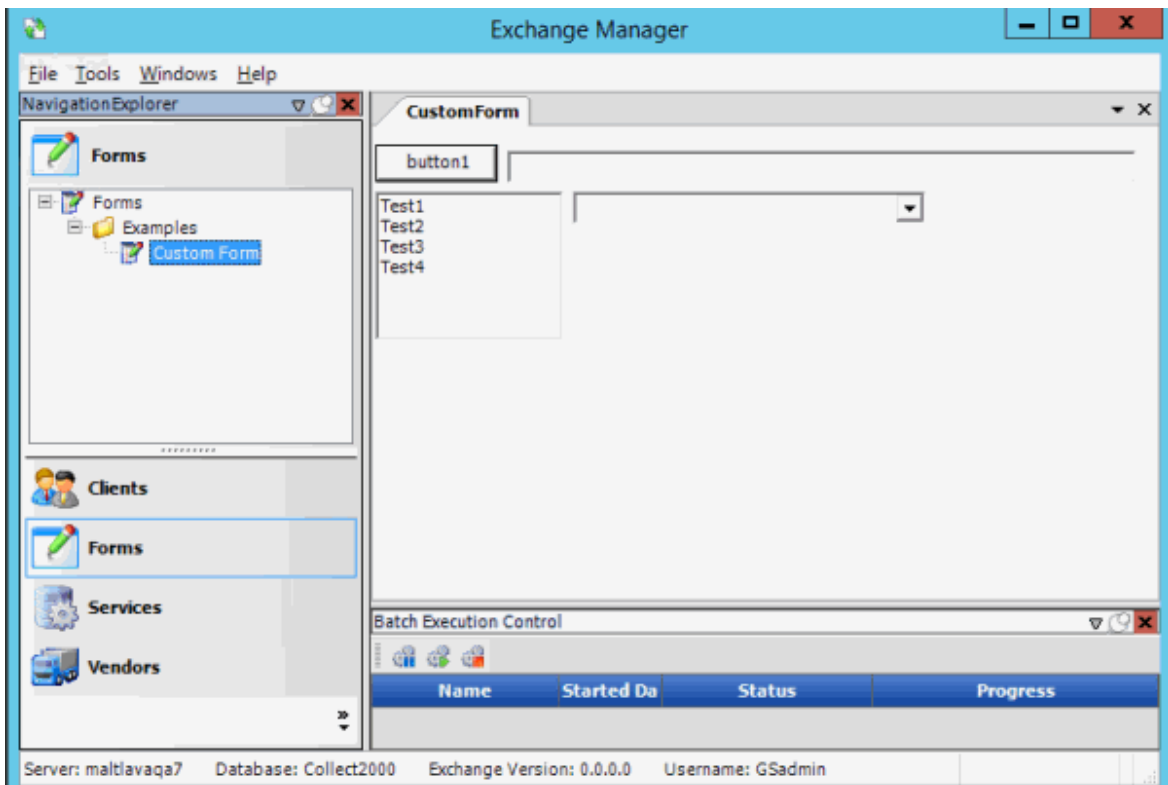 Exchange Manager
File Tools Windows Help
NavigationExplorer
Forms
Forms
Examples
Custom Form
Clients
Forms
Services
Vendors
CustomForm
button1
Test1
Test2
Test3
Test4
Batch Execution Control
Name Started Da Status Progress
Server: maltlavaqa7 Database: Collect2000 Exchange Version: 0.0.0.0 Username: GSadmin